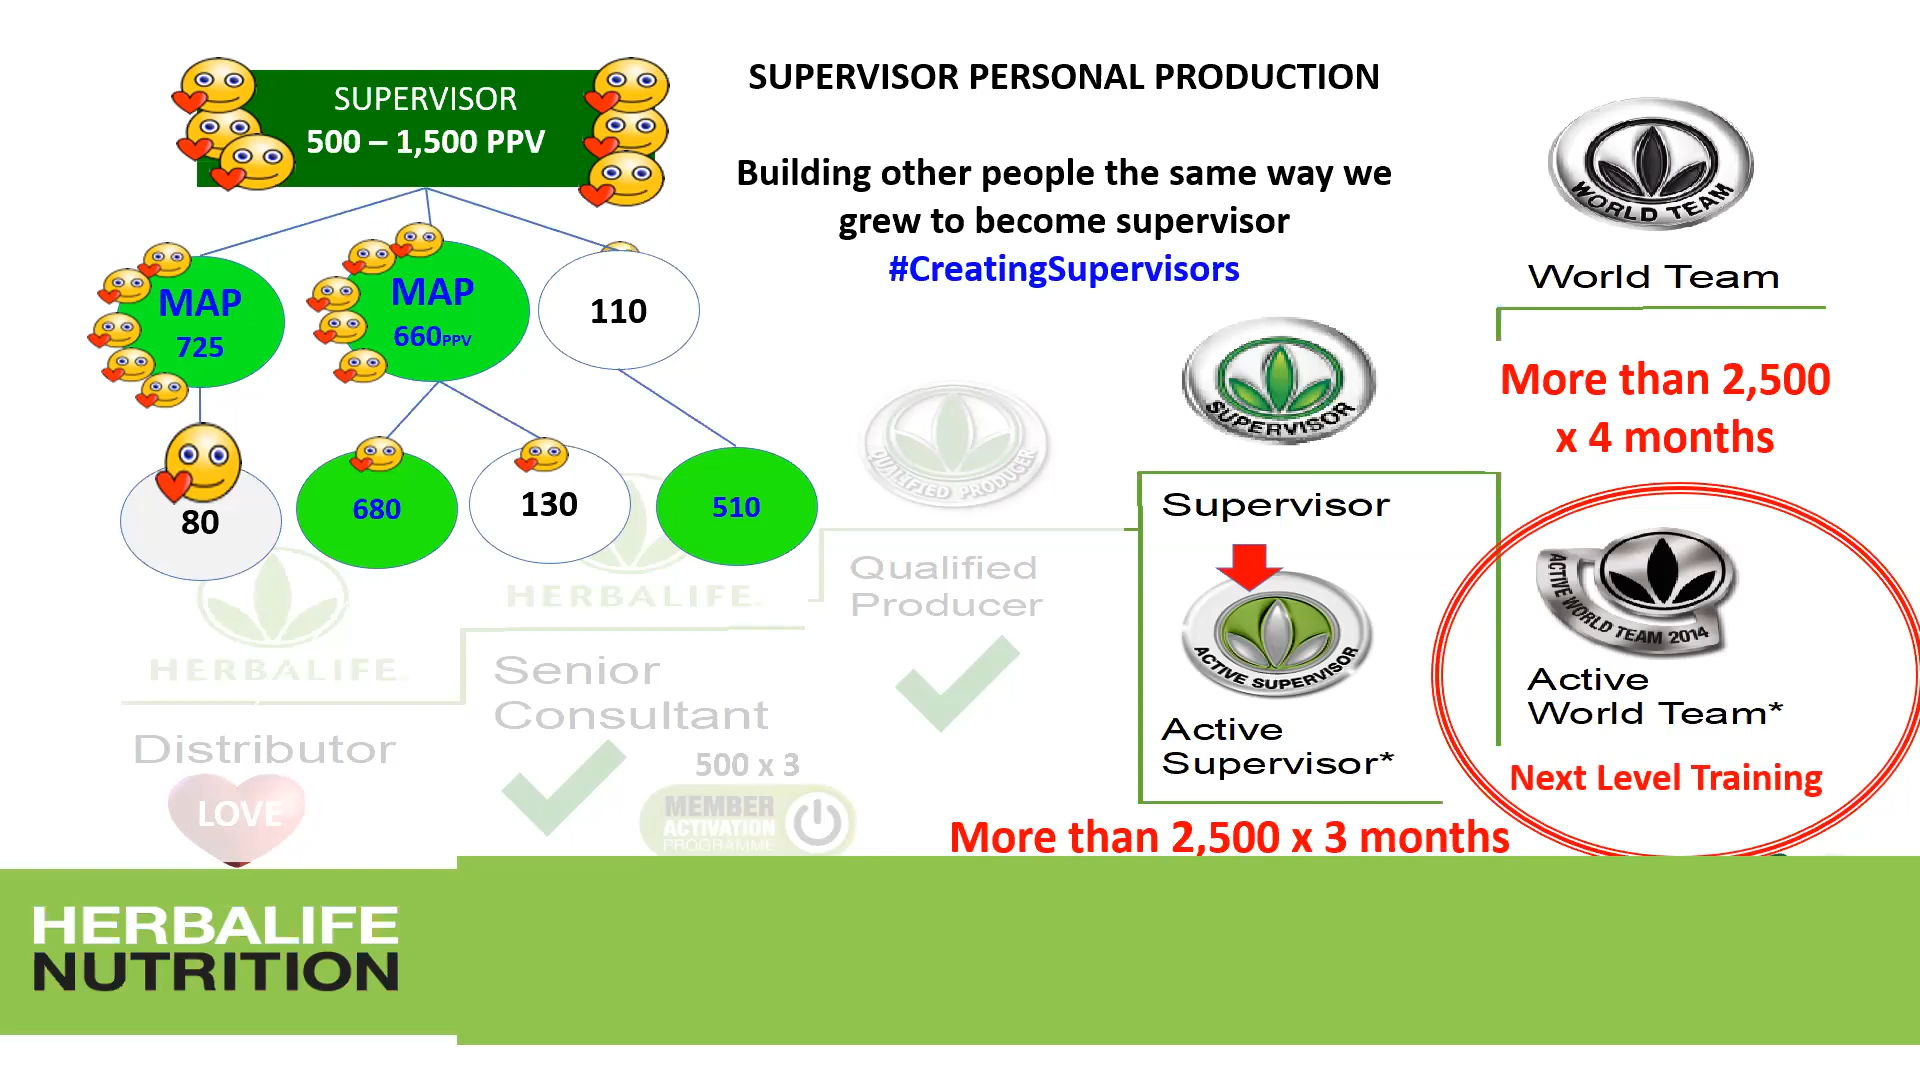 SUPERVISOR
500 – 1,500 PPV
SUPERVISOR PERSONAL PRODUCTION
Building other people the same way we
grew to become supervisor
#CreatingSupervisors
MAP
725
MAP
660PPV
110
80
680
130
510
WORLD TEAM
World Team
More than 2,500
x 4 months
SUPERVISOR
Supervisor
ACTIVE SUPERVISOR
Active
Supervisor*
More than 2,500 x 3 months
ACTIVE WORLD TEAM 2014
Active
World Team*
Next Level Training
QUALIFIED PRODUCER
Qualified
Producer
HERBALIFE.
Senior
Consultant
500 x 3
MEMBER
ACTIVATION
PROGRAMME
HERBALIFE.
Distributor
LOVE
HERBALIFE
NUTRITION